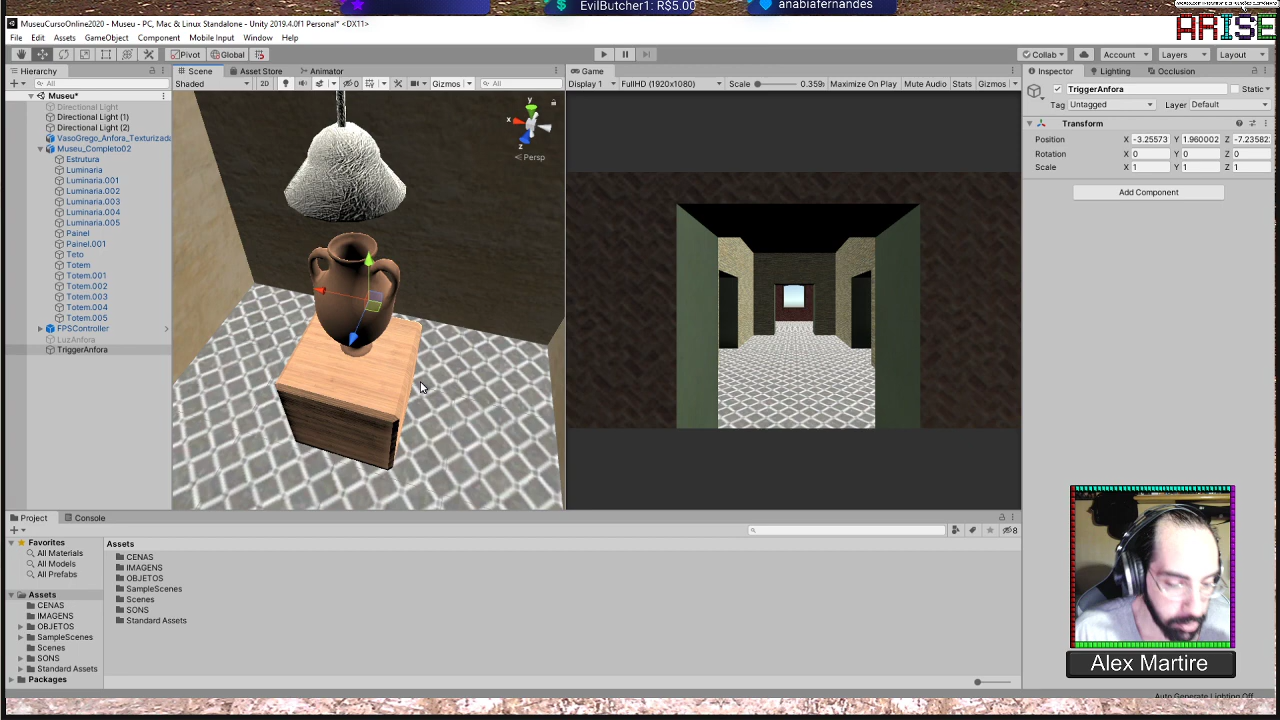 EvilButcher1: R$5.00
anabiafernandes
ARISE
MuseuCursoOnline2020 - Museu - PC, Mac & Linux Standalone - Unity 2019.4.0f1 Personal* <DX11>
File Edit Assets GameObject Component Mobile Input Window Help
Pivot Global
Collab Account Layers Layout
Hierarchy
All
Museu*
Directional Light
Directional Light (1)
Directional Light (2)
VasoGrego_Anfora_Texturizada
Museu_Completo02
Estrutura
Luminaria
Luminaria.001
Luminaria.002
Luminaria.003
Luminaria.004
Luminaria.005
Painel
Painel.001
Teto
Totem
Totem.001
Totem.002
Totem.003
Totem.004
Totem.005
FPSController
LuzAnfora
TriggerAnfora
Scene Asset Store Animator
Shaded 2D 0 Gizmos All
y
x
z
Persp
Game
Display 1 FullHD (1920x1080) Scale 0.359 Maximize On Play Mute Audio Stats Gizmos
Inspector Lighting Occlusion
TriggerAnfora Static
Tag Untagged Layer Default
Transform
Position X -3.25573 Y 1.960002 Z -7.23582
Rotation X 0 Y 0 Z 0
Scale X 1 Y 1 Z 1
Add Component
Project Console
8
Favorites
All Materials
All Models
All Prefabs
Assets
CENAS
IMAGENS
OBJETOS
SampleScenes
Scenes
SONS
Standard Assets
Packages
Assets
CENAS
IMAGENS
OBJETOS
SampleScenes
Scenes
SONS
Standard Assets
Alex Martire
Auto Generate Lighting Off